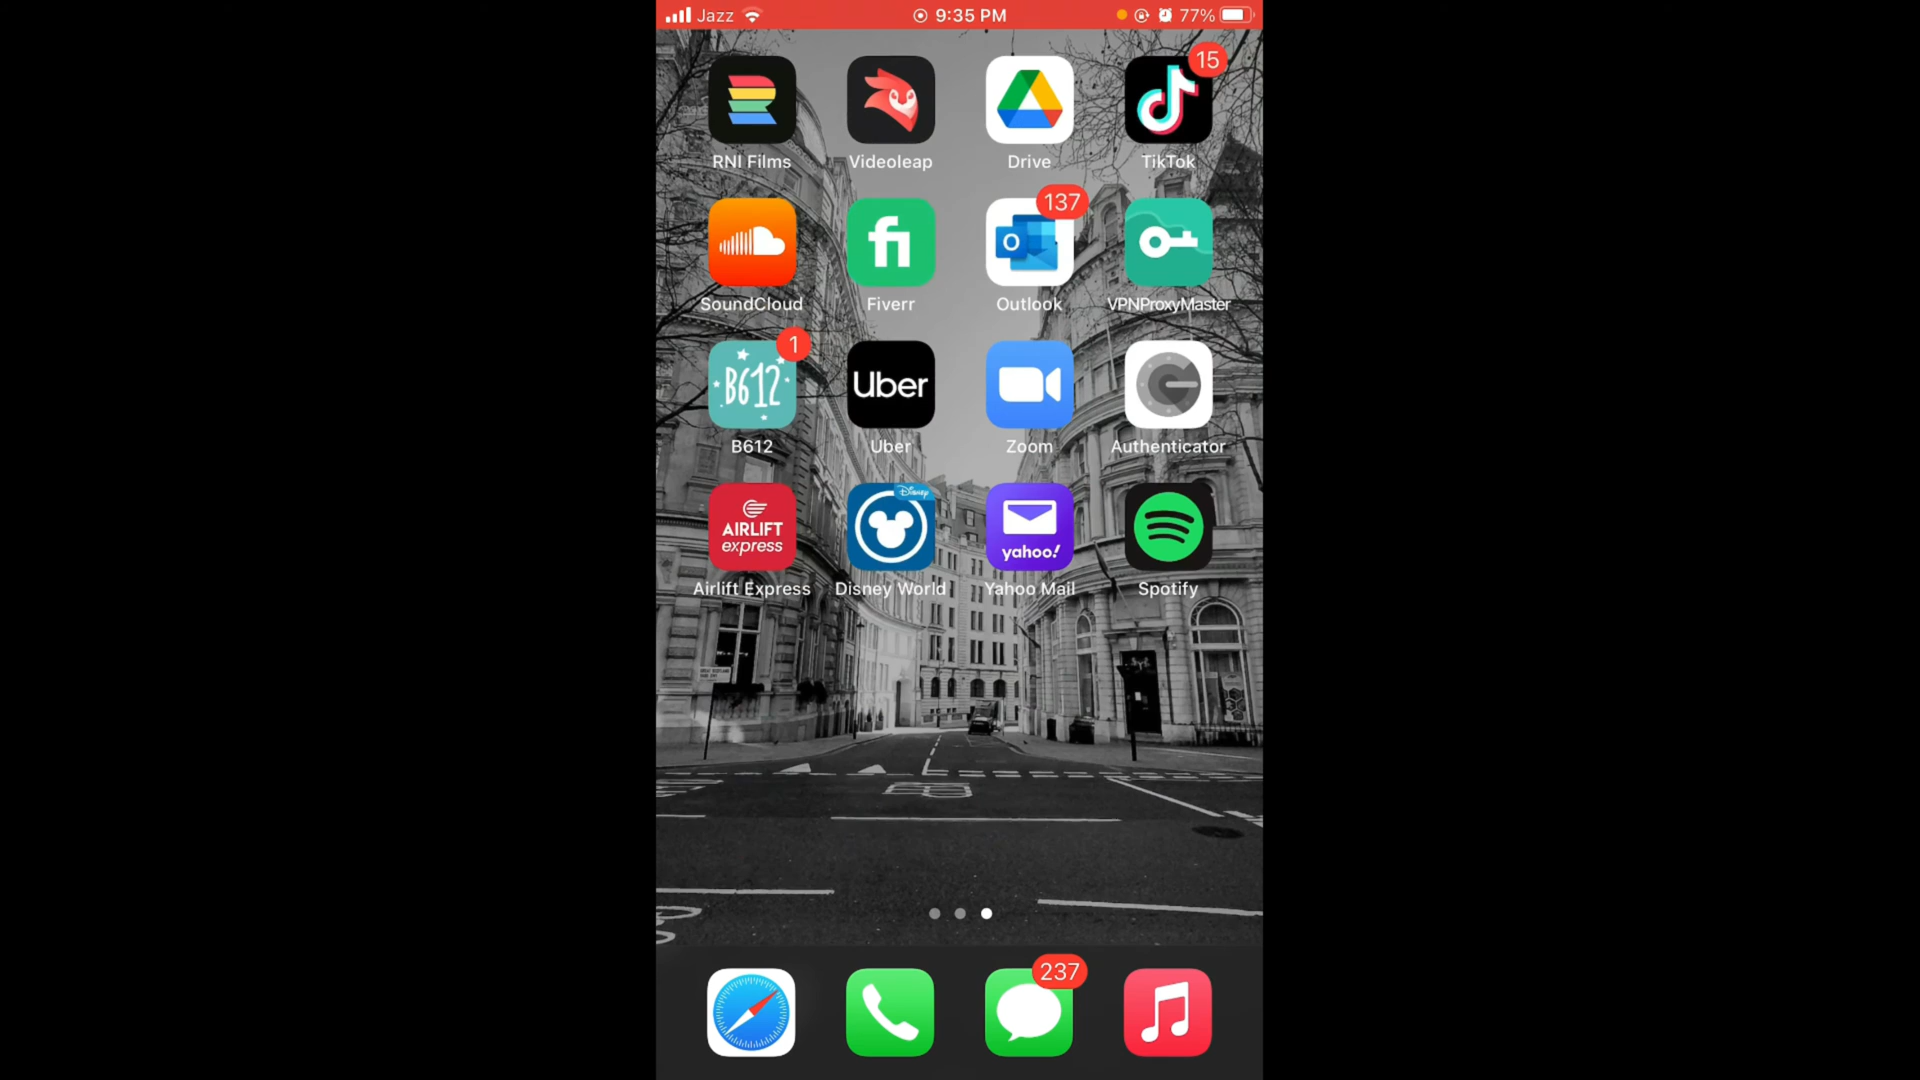 Jazz 9:35 PM 77%
15
RNI Films Videoleap Drive TikTok
137
fi O
SoundCloud Fiverr Outlook VPNProxyMaster
1
B612 Uber
B612 Uber Zoom Authenticator
Disney
AIRLIFT
express yahoo!
Airlift Express Disney World Yahoo Mail Spotify
237